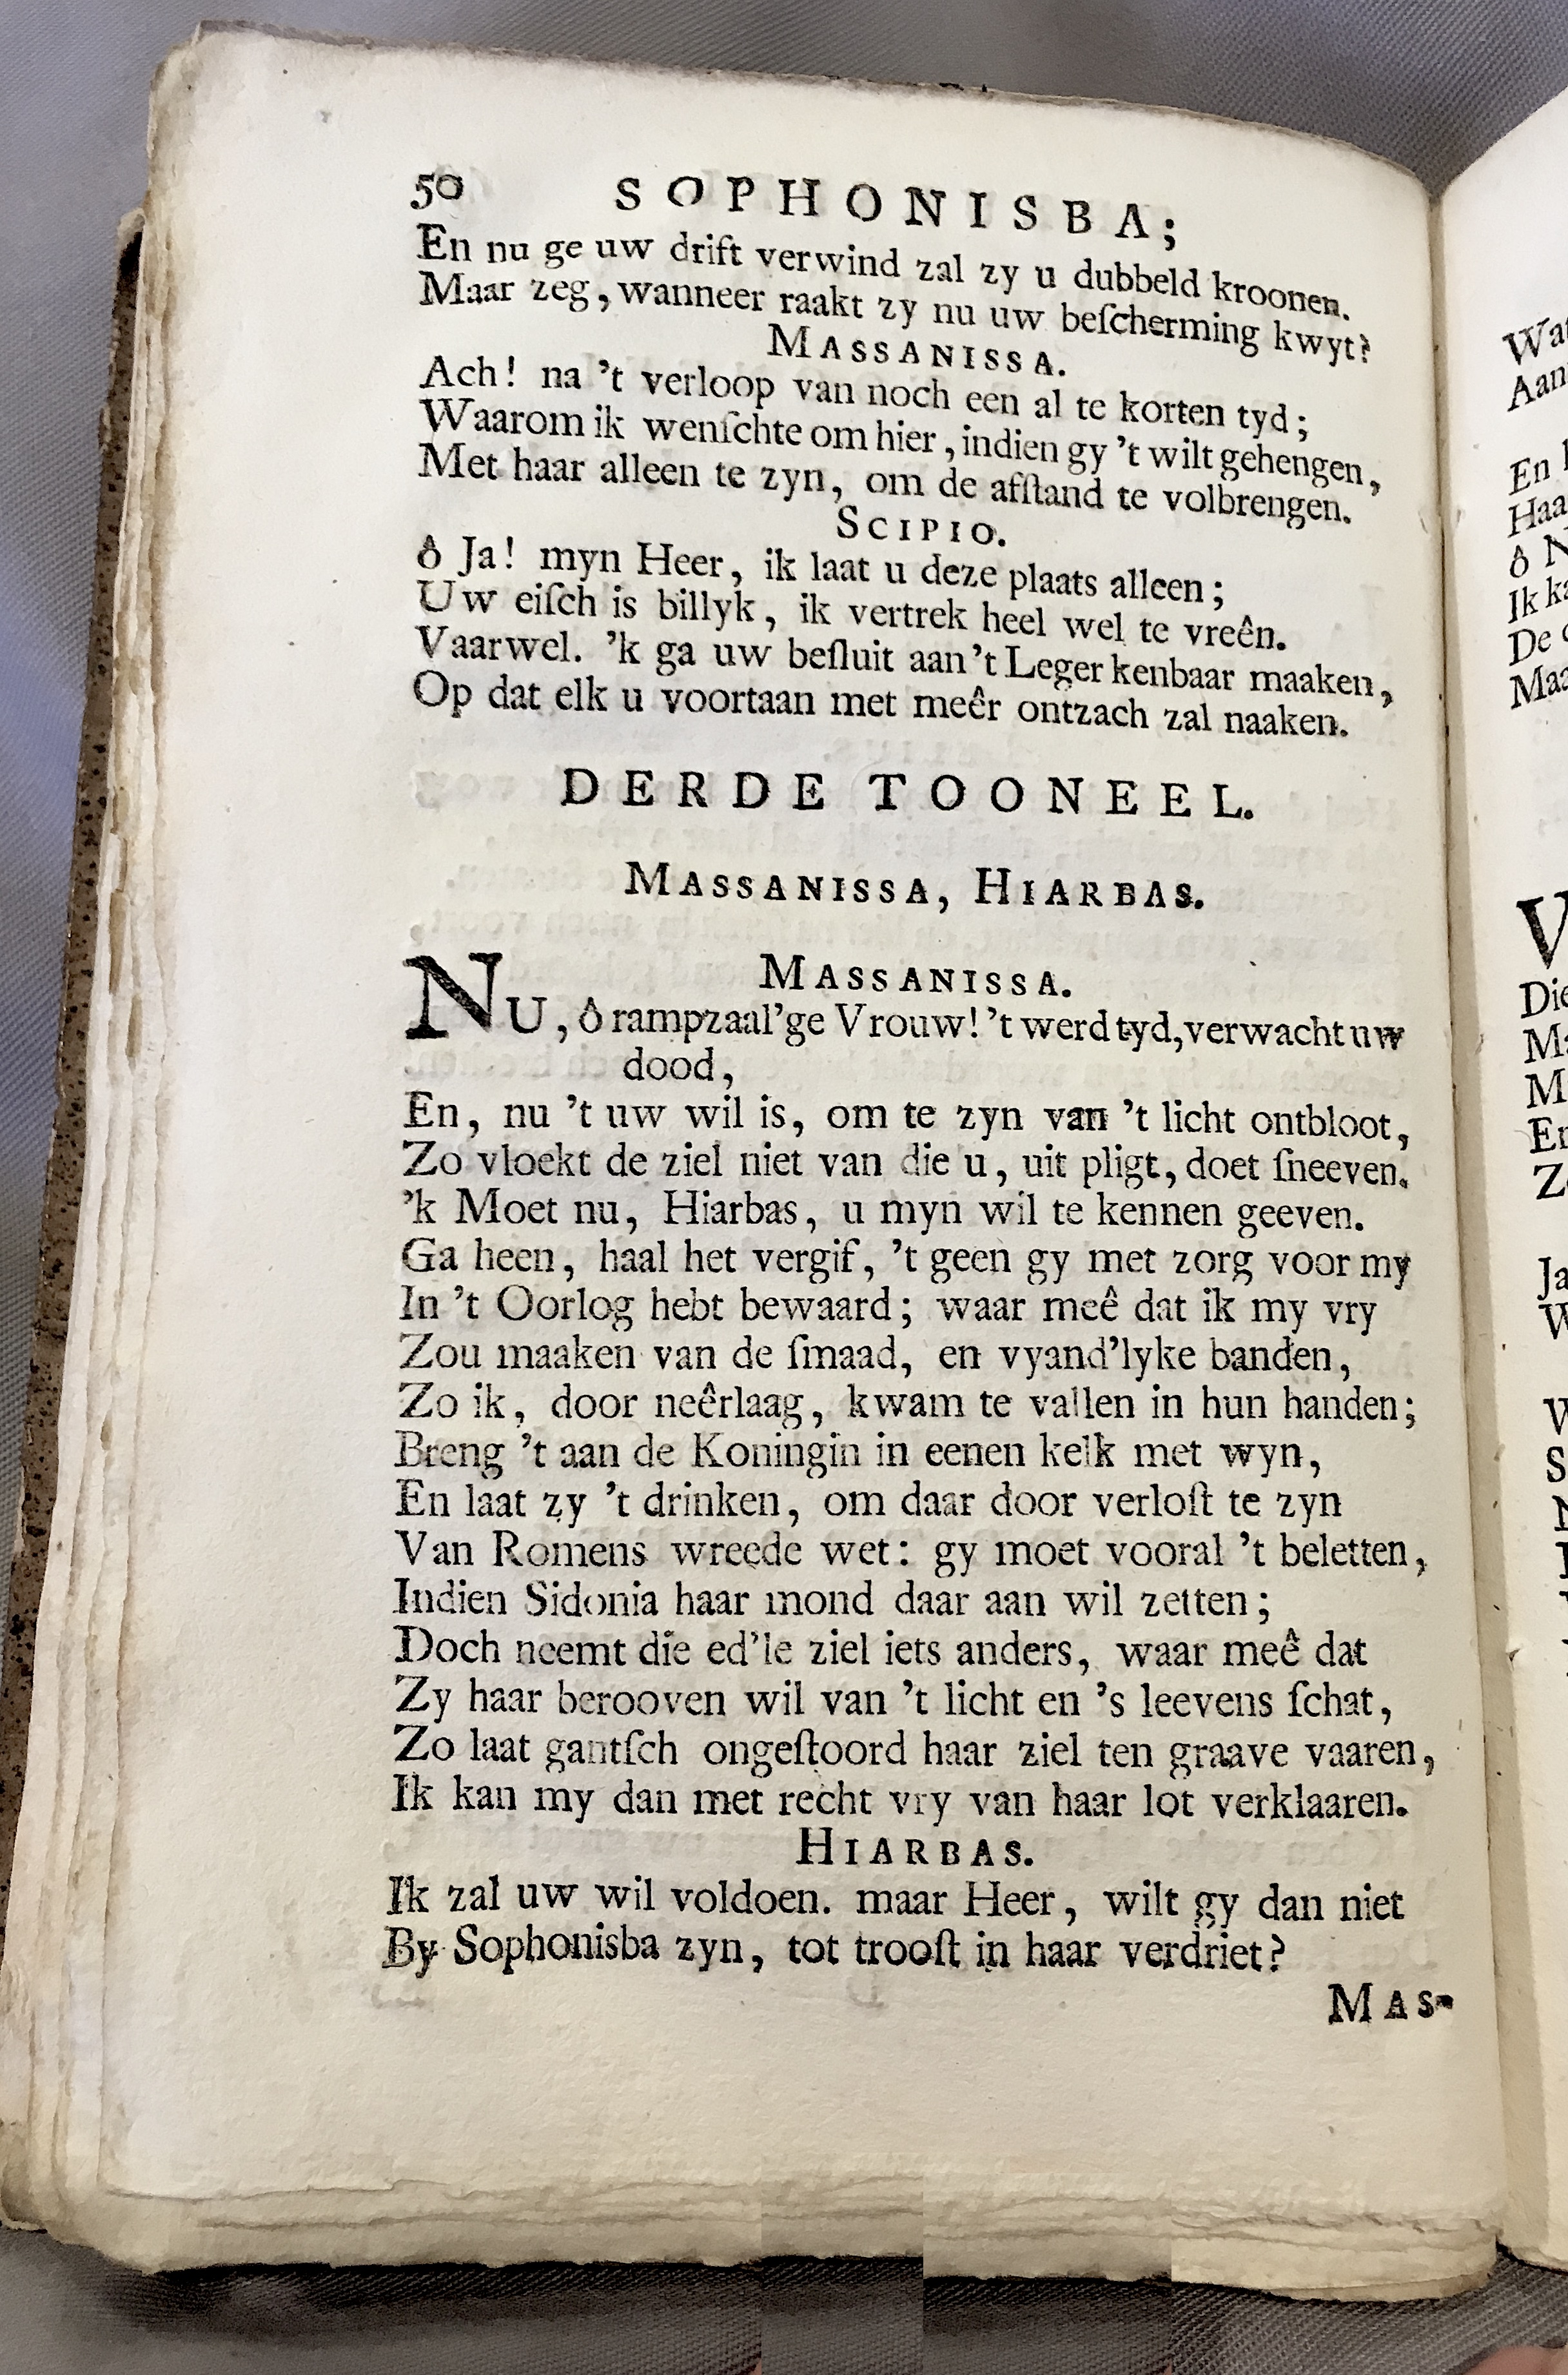 50 SOPHONISBA;
En nu ge uw drift verwind zal zy u dubbeld kroonen.
Maar zeg, wanneer raakt zy nu uw beſcherming kwyt?
MASSANISSA.
Ach! na 't verloop van noch een al te korten tyd;
Waarom ik wenſchte om hier, indien gy 't wilt gehengen,
Met haar alleen te zyn, om de afſtand te volbrengen.
SCIPIO.
ô Ja! myn Heer, ik laat u deze plaats alleen;
Uw eiſch is billyk, ik vertrek heel wel te vreên.
Vaarwel. 'k ga uw beſluit aan 't Leger kenbaar maaken,
Op dat elk u voortaan met meêr ontzach zal naaken.
DERDE TOONEEL.
MASSANISSA, HIARBAS.
MASSANISSA.
NU, ô rampzaal'ge Vrouw! 't werd tyd, verwacht uw
dood,
En, nu 't uw wil is, om te zyn van 't licht ontbloot,
Zo vloekt de ziel niet van die u, uit pligt, doet ſneeven.
'k Moet nu, Hiarbas, u myn wil te kennen geeven.
Ga heen, haal het vergif, 't geen gy met zorg voor my
In 't Oorlog hebt bewaard; waar meê dat ik my vry
Zou maaken van de ſmaad, en vyand'lyke banden,
Zo ik, door neêrlaag, kwam te vallen in hun handen;
Breng 't aan de Koningin in eenen kelk met wyn,
En laat zy 't drinken, om daar door verloſt te zyn
Van Romens wreede wet: gy moet vooral 't beletten,
Indien Sidonia haar mond daar aan wil zetten;
Doch neemt die ed'le ziel iets anders, waar meê dat
Zy haar berooven wil van 't licht en 's leevens ſchat,
Zo laat gantſch ongeſtoord haar ziel ten graave vaaren,
Ik kan my dan met recht vry van haar lot verklaaren.
HIARBAS.
Ik zal uw wil voldoen. maar Heer, wilt gy dan niet
By Sophonisba zyn, tot trooſt in haar verdriet?
MAS-
En
ô
Ik
De